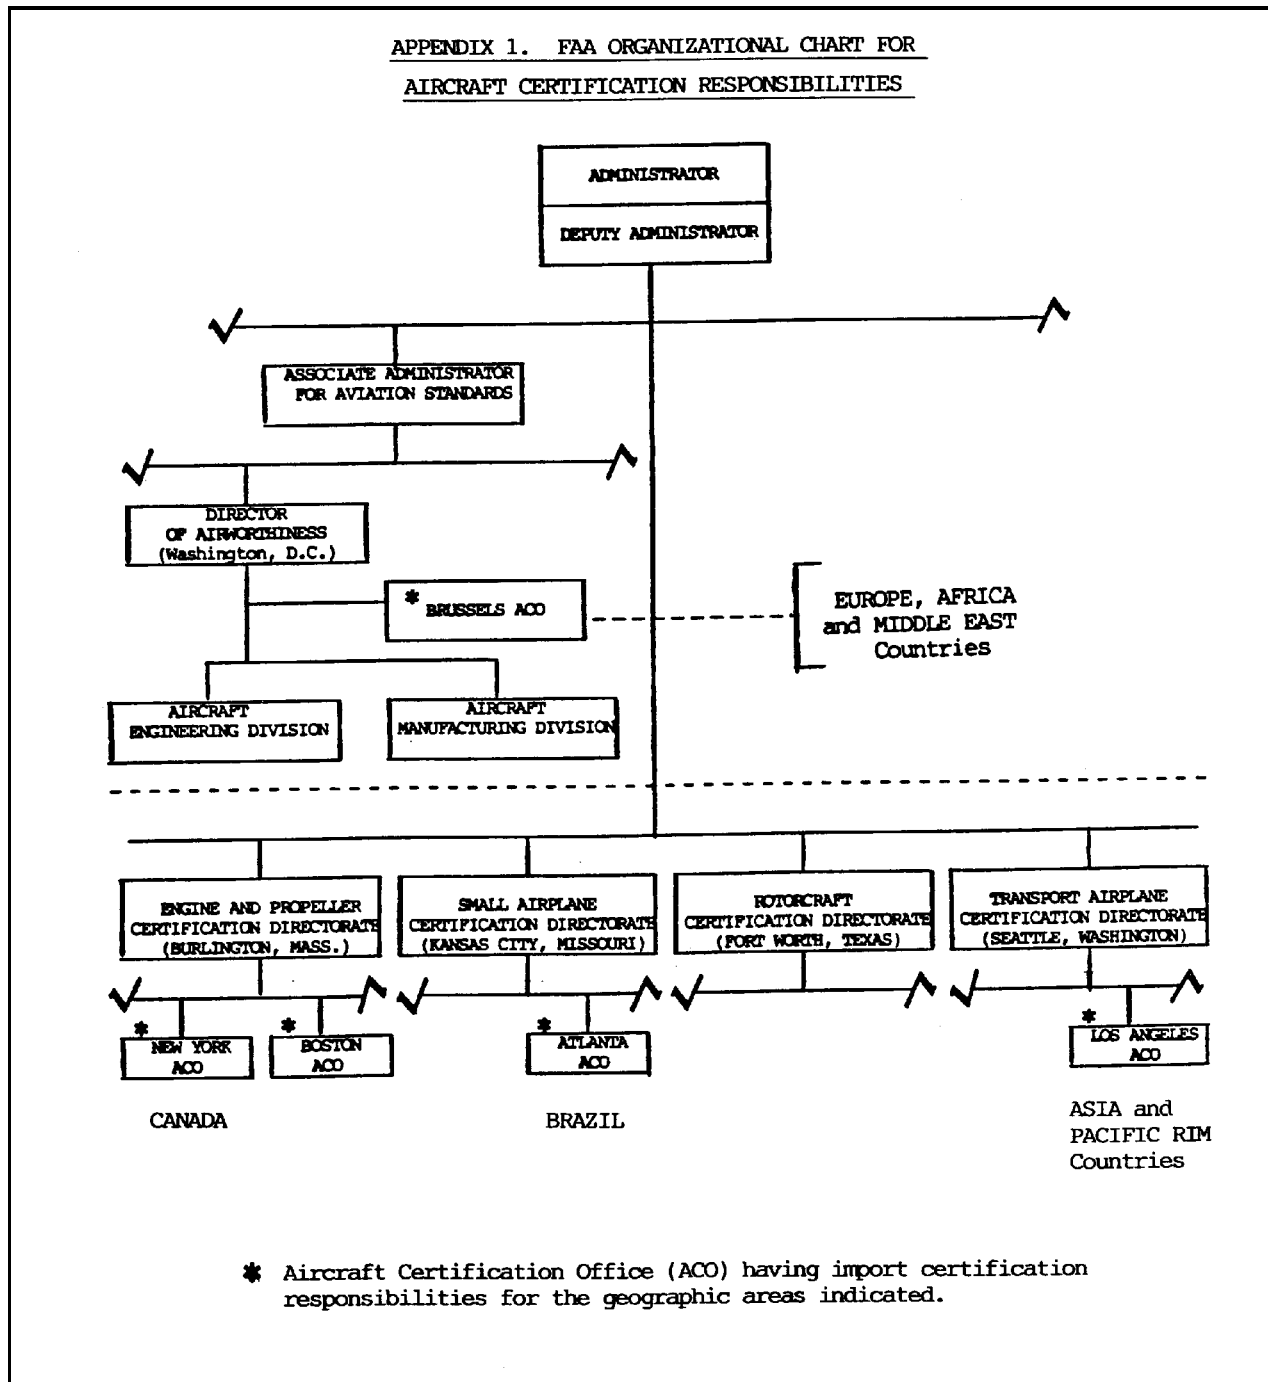 APPENDIX 1. FAA ORGANIZATIONAL CHART FOR
AIRCRAFT CERTIFICATION RESPONSIBILITIES
ADMINISTRATOR
DEPUTY ADMINISTRATOR
ASSOCIATE ADMINISTRATOR
FOR AVIATION STANDARDS
DIRECTOR
OF AIRWORTHINESS
(Washington, D.C.)
* BRUSSELS ACO
EUROPE, AFRICA
and MIDDLE EAST
Countries
AIRCRAFT
ENGINEERING DIVISION
AIRCRAFT
MANUFACTURING DIVISION
ENGINE AND PROPELLER
CERTIFICATION DIRECTORATE
(BURLINGTON, MASS.)
SMALL AIRPLANE
CERTIFICATION DIRECTORATE
(KANSAS CITY, MISSOURI)
ROTORCRAFT
CERTIFICATION DIRECTORATE
(FORT WORTH, TEXAS)
TRANSPORT AIRPLANE
CERTIFICATION DIRECTORATE
(SEATTLE, WASHINGTON)
* NEW YORK
ACO
* BOSTON
ACO
* ATLANTA
ACO
* LOS ANGELES
ACO
CANADA
BRAZIL
ASIA and
PACIFIC RIM
Countries
* Aircraft Certification Office (ACO) having import certification
responsibilities for the geographic areas indicated.